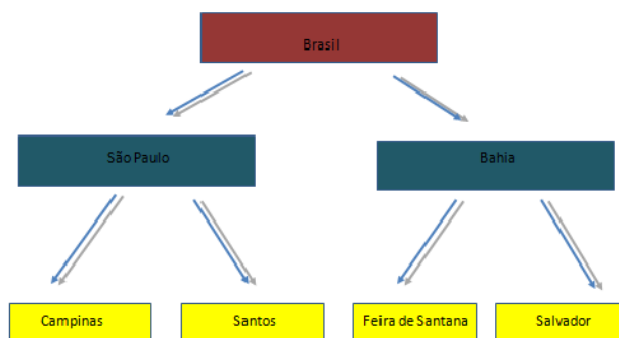 Brasil
São Paulo
Bahia
Campinas
Santos
Feira de Santana
Salvador